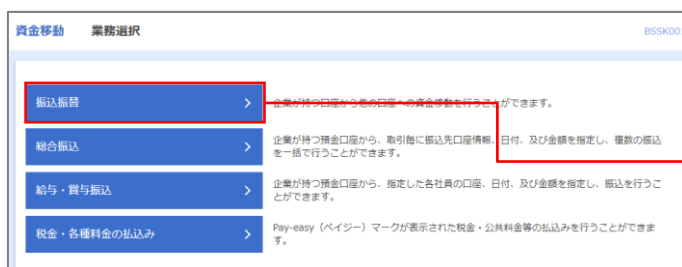 資金移動 業務選択
BSSK00
振込振替
企業が持つ口座から他の口座への資金移動を行うことができます。
総合振込
企業が持つ預金口座から、取引毎に振込先口座情報、日付、及び金額を指定し、複数の振込
を一括で行うことができます。
給与・賞与振込
企業が持つ預金口座から、指定した各社員の口座、日付、及び金額を指定し、振込を行うこ
とができます。
税金・各種料金の払込み
Pay-easy（ペイジー）マークが表示された税金・公共料金等の払込みを行うことができま
す。